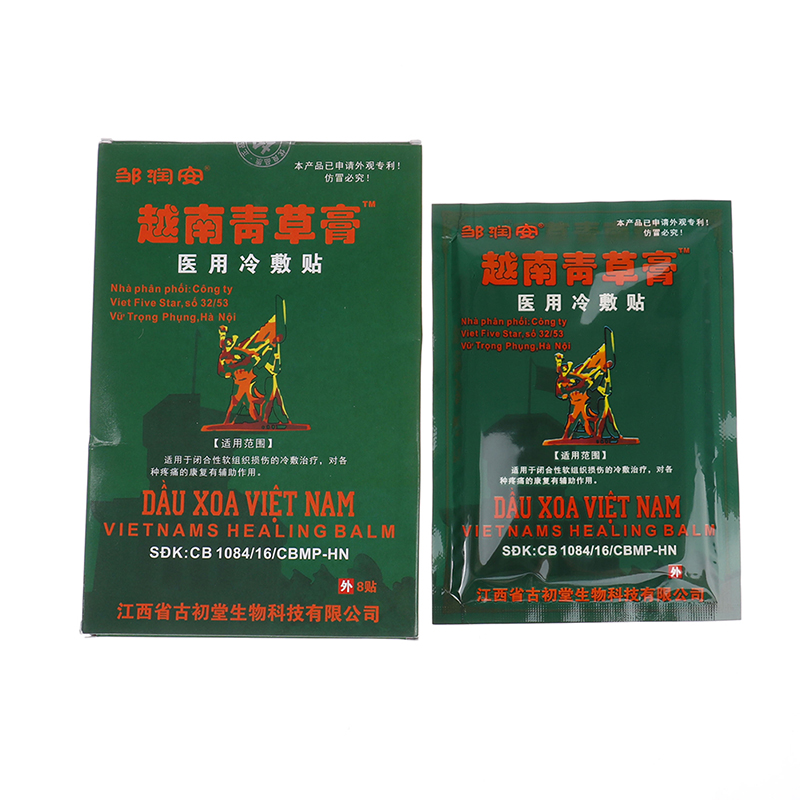 邹润安®
本产品已申请外观专利！
仿冒必究！
越南青草膏™
医用冷敷贴
Nhà phân phối: Công ty
Viet Five Star, số 32/53
Vũ Trọng Phụng, Hà Nội
【适用范围】
适用于闭合性软组织损伤的冷敷治疗，对各
种疼痛的康复有辅助作用。
DẦU XOA VIỆT NAM
VIETNAMS HEALING BALM
SĐK:CB 1084/16/CBMP-HN
外 8贴
江西省古初堂生物科技有限公司
邹润安®
本产品已申请外观专利！
仿冒必究！
越南青草膏™
医用冷敷贴
Nhà phân phối: Công ty
Viet Five Star, số 32/53
Vũ Trọng Phụng, Hà Nội
【适用范围】
适用于闭合性软组织损伤的冷敷治疗，对各
种疼痛的康复有辅助作用。
DẦU XOA VIỆT NAM
VIETNAMS HEALING BALM
SĐK:CB 1084/16/CBMP-HN
外
江西省古初堂生物科技有限公司